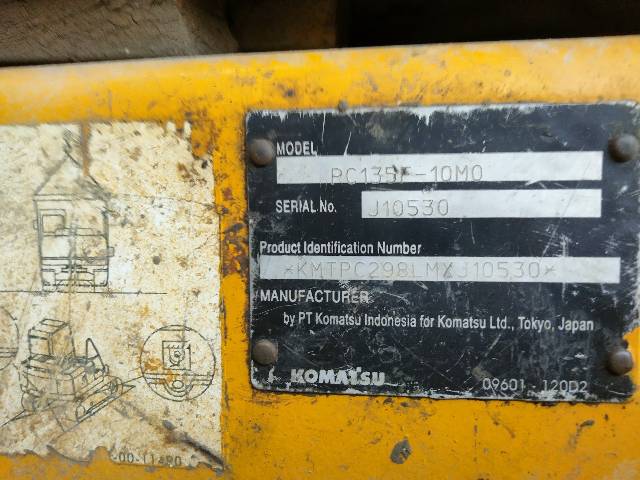 MODEL
PC135F-10M0
SERIAL No.
J10530
Product Identification Number
*KMTPC298LMXJ10530*
MANUFACTURER
by PT Komatsu Indonesia for Komatsu Ltd., Tokyo, Japan
KOMATSU
09601 120D2